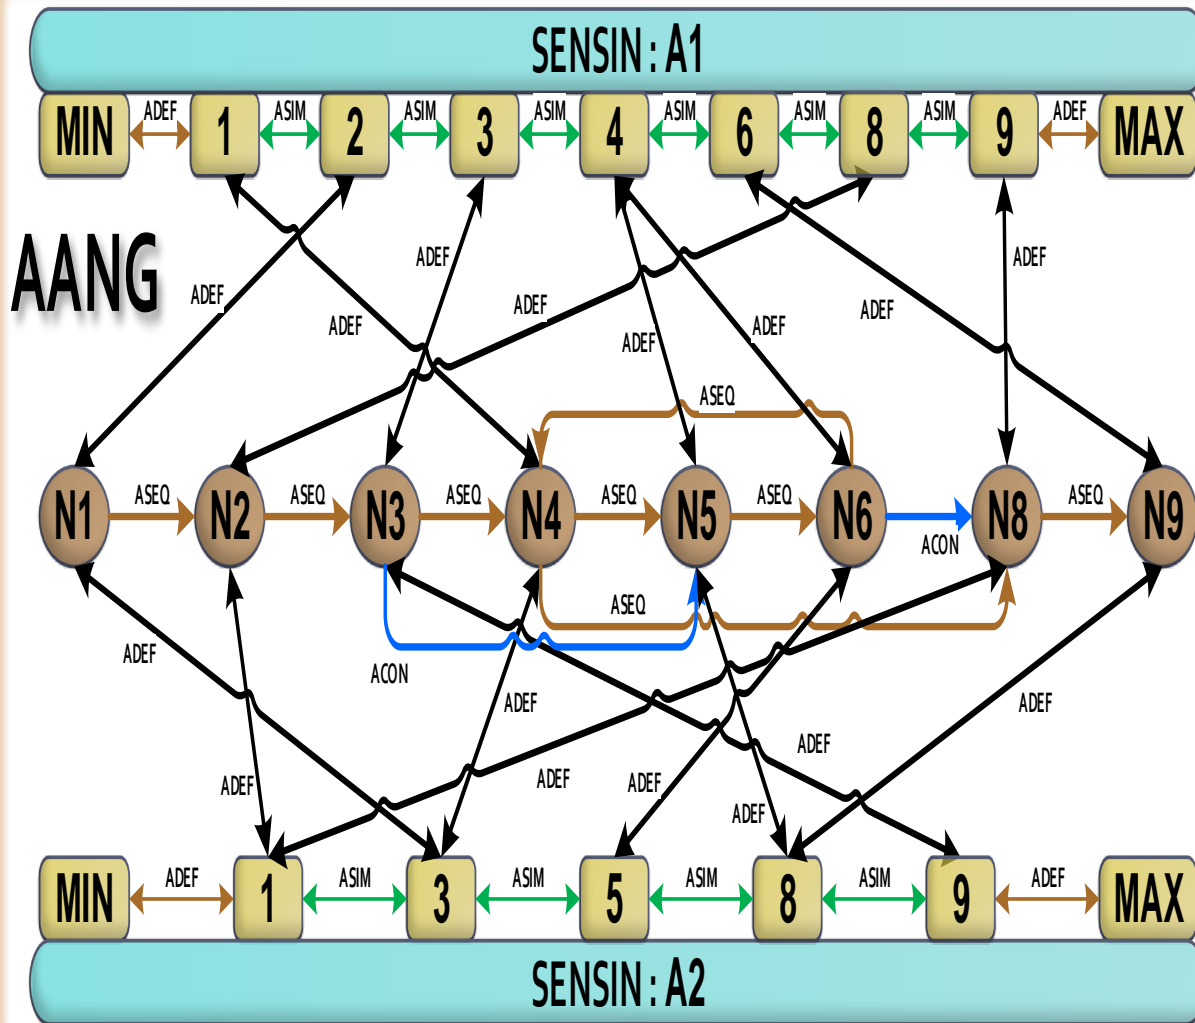 SENSIN : A1
MIN ADEF 1 ASIM 2 ASIM 3 ASIM 4 ASIM 6 ASIM 8 ASIM 9 ADEF MAX
AANG
ADEF
ADEF
ADEF
ADEF
ADEF
ADEF
ADEF
ADEF
ASEQ
N1 ASEQ N2 ASEQ N3 ASEQ N4 ASEQ N5 ASEQ N6 ACON N8 ASEQ N9
ASEQ
ACON
ADEF
ADEF
ADEF
ADEF
ADEF
ADEF
ADEF
ADEF
MIN ADEF 1 ASIM 3 ASIM 5 ASIM 8 ASIM 9 ADEF MAX
SENSIN : A2